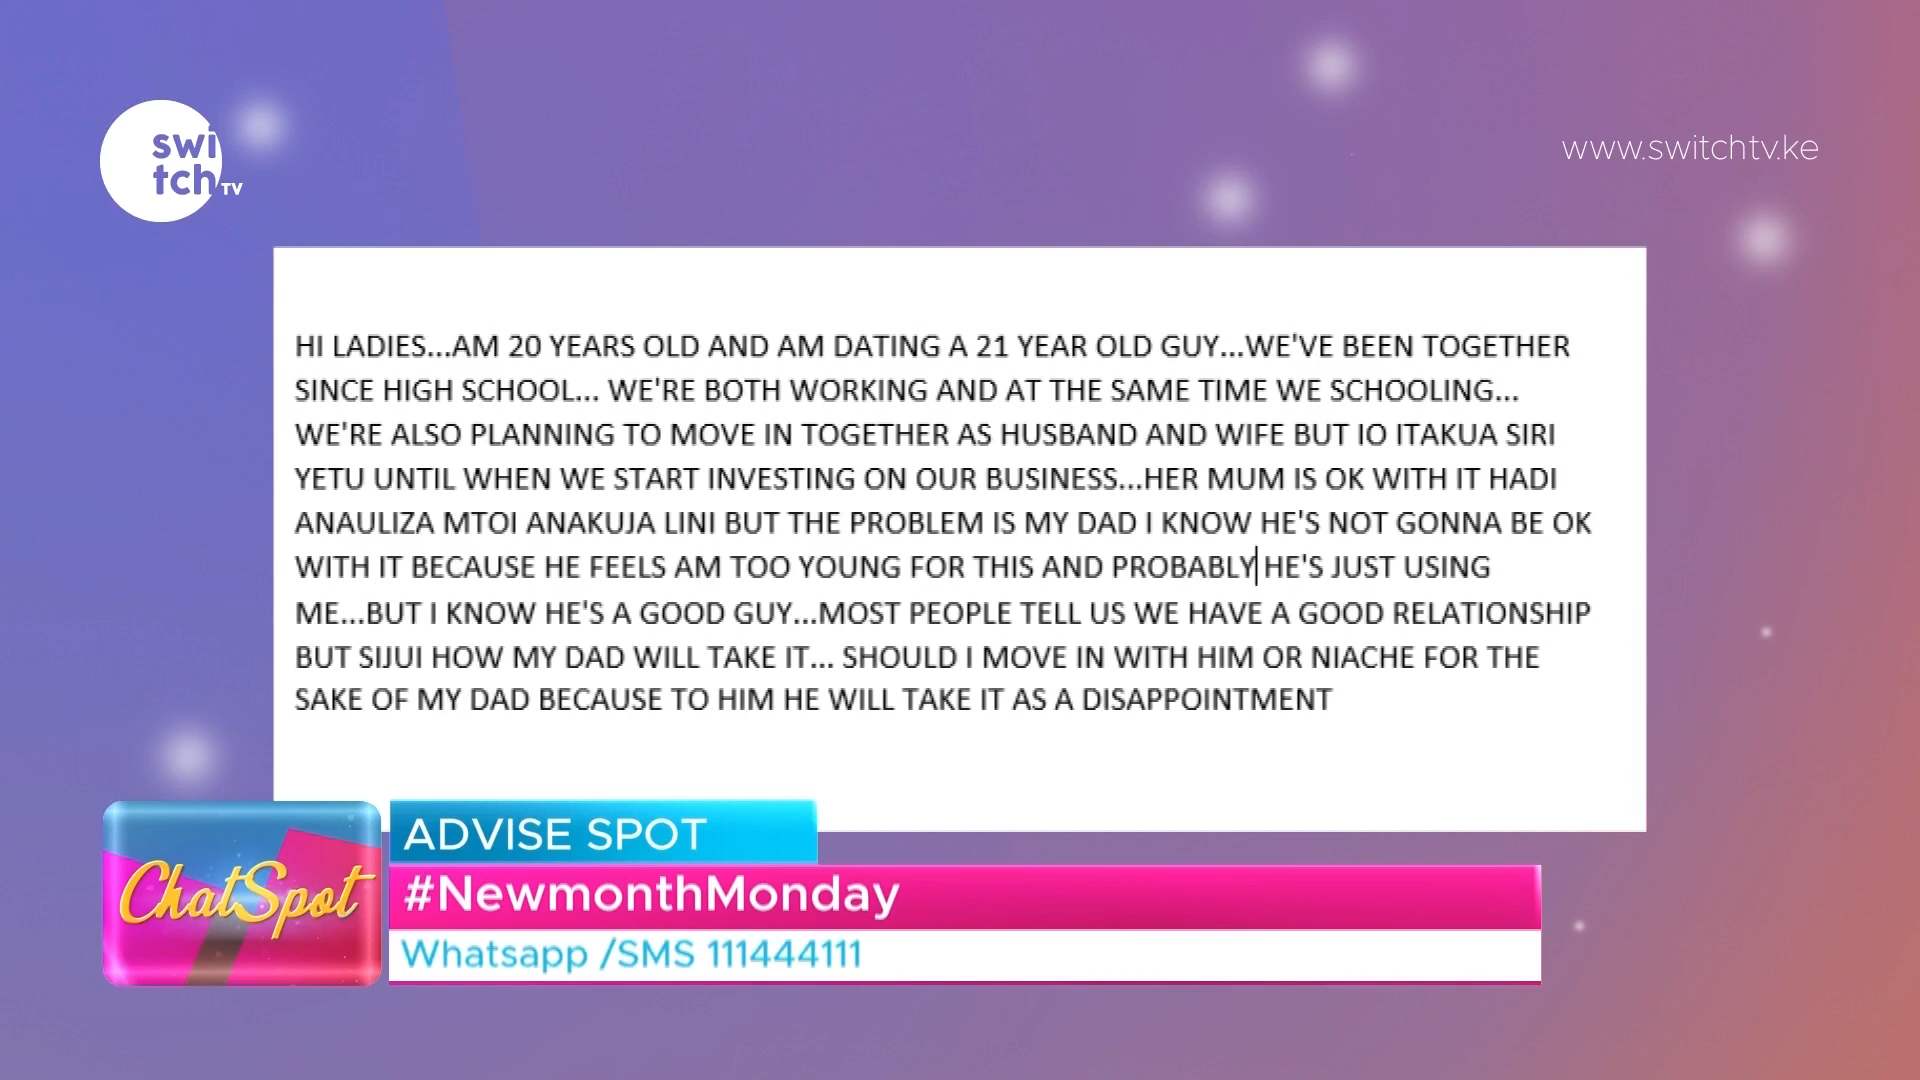 swi
tch TV
www.switchtv.ke
HI LADIES...AM 20 YEARS OLD AND AM DATING A 21 YEAR OLD GUY...WE'VE BEEN TOGETHER
SINCE HIGH SCHOOL... WE'RE BOTH WORKING AND AT THE SAME TIME WE SCHOOLING...
WE'RE ALSO PLANNING TO MOVE IN TOGETHER AS HUSBAND AND WIFE BUT IO ITAKUA SIRI
YETU UNTIL WHEN WE START INVESTING ON OUR BUSINESS...HER MUM IS OK WITH IT HADI
ANAULIZA MTOI ANAKUJA LINI BUT THE PROBLEM IS MY DAD I KNOW HE'S NOT GONNA BE OK
WITH IT BECAUSE HE FEELS AM TOO YOUNG FOR THIS AND PROBABLY HE'S JUST USING
ME...BUT I KNOW HE'S A GOOD GUY...MOST PEOPLE TELL US WE HAVE A GOOD RELATIONSHIP
BUT SIJUI HOW MY DAD WILL TAKE IT... SHOULD I MOVE IN WITH HIM OR NIACHE FOR THE
SAKE OF MY DAD BECAUSE TO HIM HE WILL TAKE IT AS A DISAPPOINTMENT
ChatSpot
ADVISE SPOT
#NewmonthMonday
Whatsapp /SMS 111444111